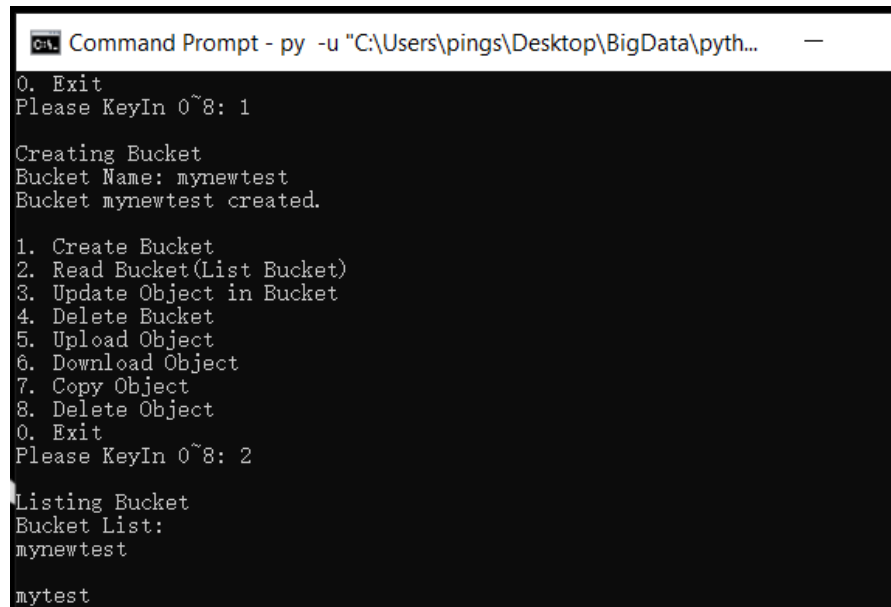 Command Prompt - py  -u "C:\Users\pings\Desktop\BigData\pyth...
0. Exit
Please KeyIn 0~8: 1
Creating Bucket
Bucket Name: mynewtest
Bucket mynewtest created.
1. Create Bucket
2. Read Bucket(List Bucket)
3. Update Object in Bucket
4. Delete Bucket
5. Upload Object
6. Download Object
7. Copy Object
8. Delete Object
0. Exit
Please KeyIn 0~8: 2
Listing Bucket
Bucket List:
mynewtest
mytest